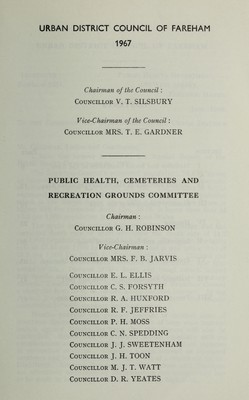 URBAN DISTRICT COUNCIL OF FAREHAM
1967
Chairman of the Council :
COUNCILLOR V. T. SILSBURY
Vice-Chairman of the Council :
COUNCILLOR MRS. T. E. GARDNER
PUBLIC HEALTH, CEMETERIES AND
RECREATION GROUNDS COMMITTEE
Chairman :
COUNCILLOR G. H. ROBINSON
Vice-Chairman :
COUNCILLOR MRS. F. B. JARVIS
COUNCILLOR E. L. ELLIS
COUNCILLOR C. S. FORSYTH
COUNCILLOR R. A. HUXFORD
COUNCILLOR R. F. JEFFRIES
COUNCILLOR P. H. MOSS
COUNCILLOR C. N. SPEDDING
COUNCILLOR J. J. SWEETENHAM
COUNCILLOR J. H. TOON
COUNCILLOR M. J. T. WATT
COUNCILLOR D. R. YEATES